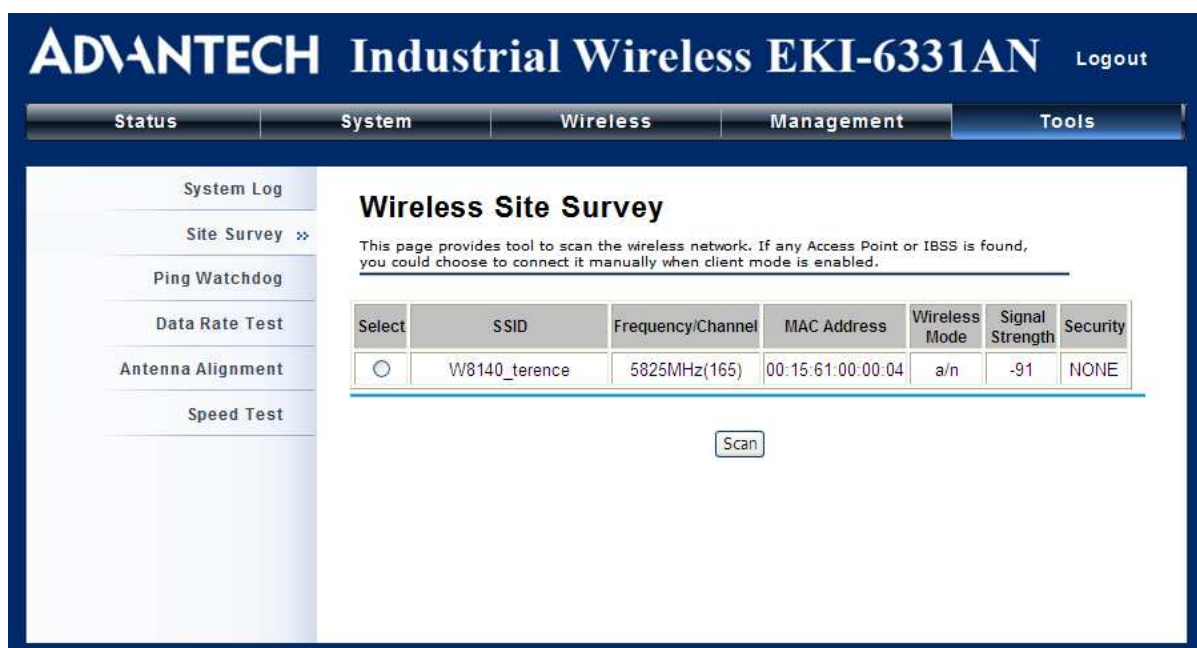 ADVANTECH Industrial Wireless EKI-6331AN Logout
Status System Wireless Management Tools
System Log
Site Survey »
Ping Watchdog
Data Rate Test
Antenna Alignment
Speed Test
Wireless Site Survey
This page provides tool to scan the wireless network. If any Access Point or IBSS is found,
you could choose to connect it manually when client mode is enabled.
Select SSID Frequency/Channel MAC Address Wireless Mode Signal Strength Security
W8140_terence 5825MHz(165) 00:15:61:00:00:04 a/n -91 NONE
Scan